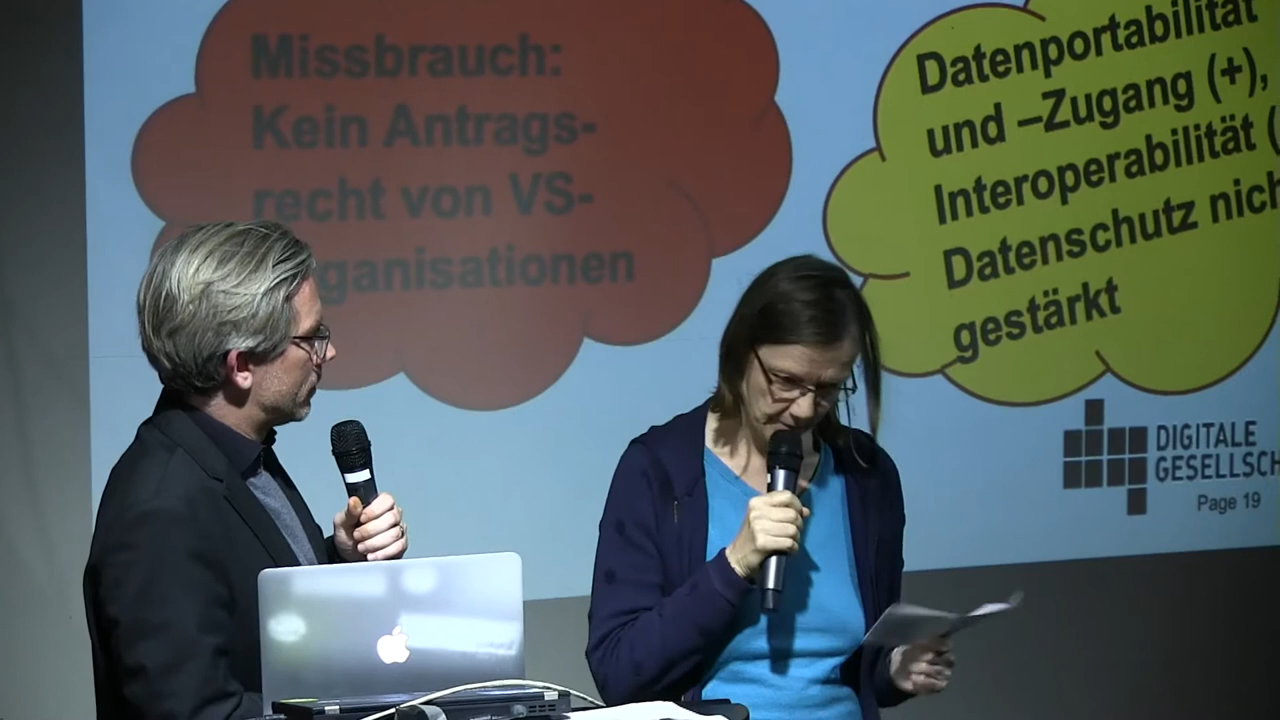 Missbrauch:
Kein Antrags-
recht von VS-
ganisationen
Datenportabilität
und –Zugang (+),
Interoperabilität (
Datenschutz nich
gestärkt
DIGITALE
GESELLSCH
Page 19